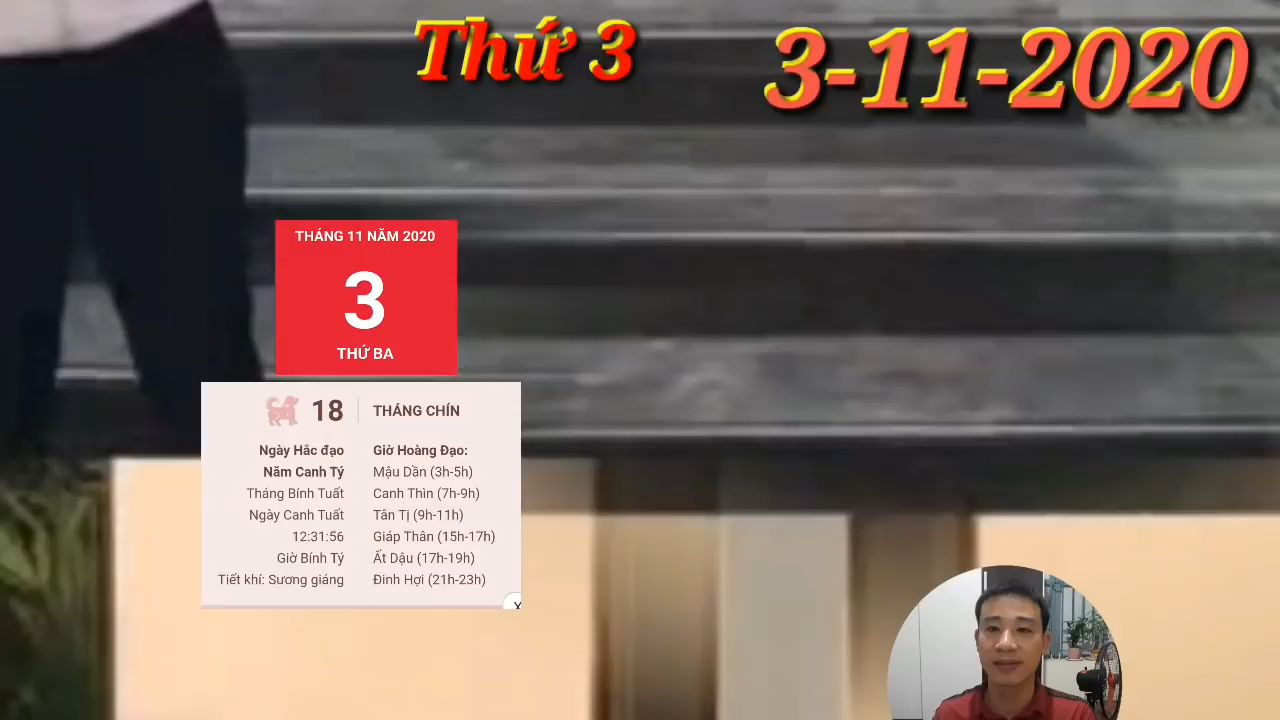 Thứ 3
3-11-2020
THÁNG 11 NĂM 2020
3
THỨ BA
18
THÁNG CHÍN
Ngày Hắc đạo
Năm Canh Tý
Tháng Bính Tuất
Ngày Canh Tuất
12:31:56
Giờ Bính Tý
Tiết khí: Sương giáng
Giờ Hoàng Đạo:
Mậu Dần (3h-5h)
Canh Thìn (7h-9h)
Tân Tị (9h-11h)
Giáp Thân (15h-17h)
Ất Dậu (17h-19h)
Đinh Hợi (21h-23h)
X